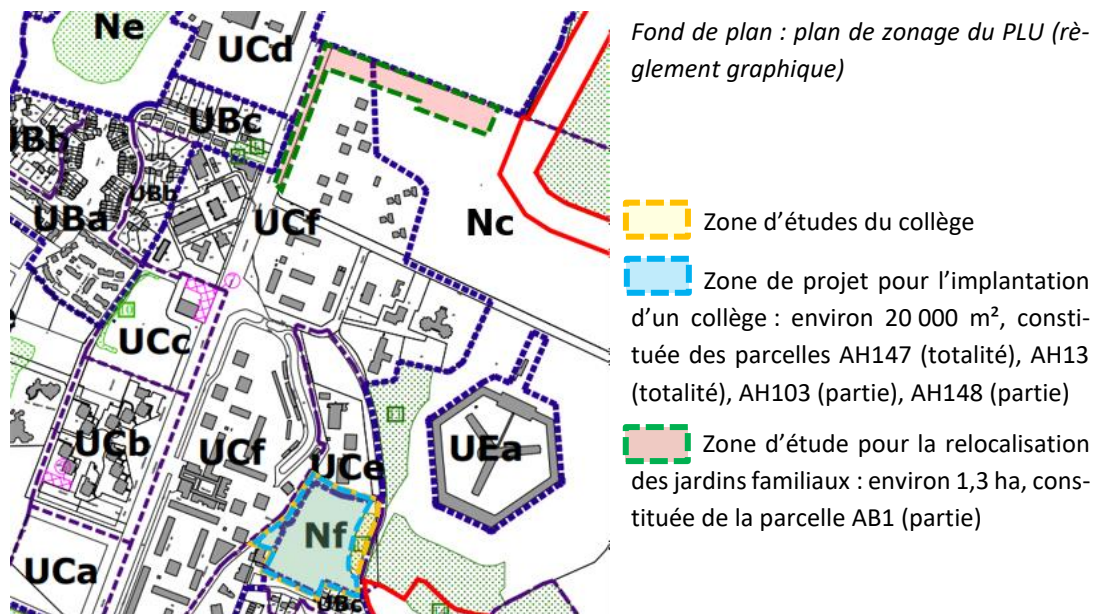 Ne
UCd
Fond de plan : plan de zonage du PLU (rè-
glement graphique)
UBc
UBh
UBb
UBa
UCf
Nc
Zone d’études du collège
Zone de projet pour l’implantation
d’un collège : environ 20 000 m², consti-
tuée des parcelles AH147 (totalité), AH13
(totalité), AH103 (partie), AH148 (partie)
UCc
UCb
UCf
UCe
UEa
Zone d’étude pour la relocalisation
des jardins familiaux : environ 1,3 ha, cons-
tituée de la parcelle AB1 (partie)
Nf
UCa
UBc